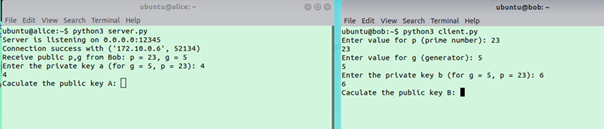 ubuntu@alice: ~
File Edit View Search Terminal Help
ubuntu@alice:~$ python3 server.py
Server is listening on 0.0.0.0:12345
Connection success with ('172.10.0.6', 52134)
Receive public p,g from Bob: p = 23, g = 5
Enter the private key a (for g = 5, p = 23): 4
4
Caculate the public key A:
ubuntu@bob: ~
File Edit View Search Terminal Help
ubuntu@bob:~$ python3 client.py
Enter value for p (prime number): 23
23
Enter value for g (generator): 5
5
Enter the private key b (for g = 5, p = 23): 6
6
Caculate the public key B: